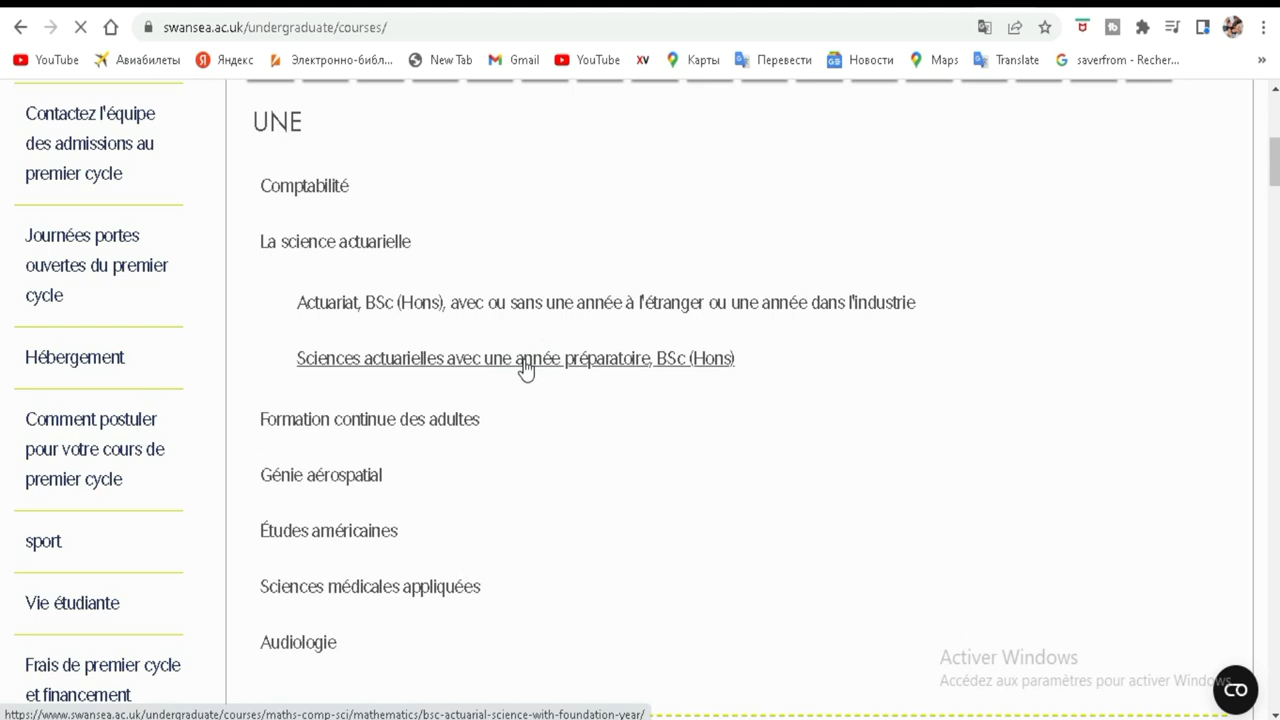 swansea.ac.uk/undergraduate/courses/
YouTube Авиабилеты Яндекс Электронно-библ... New Tab Gmail YouTube XV Карты Перевести Новости Maps Translate saverfrom - Recher... »
Contactez l'équipe
des admissions au
premier cycle
Journées portes
ouvertes du premier
cycle
Hébergement
Comment postuler
pour votre cours de
premier cycle
sport
Vie étudiante
Frais de premier cycle
et financement
UNE
Comptabilité
La science actuarielle
Actuariat, BSc (Hons), avec ou sans une année à l'étranger ou une année dans l'industrie
Sciences actuarielles avec une année préparatoire, BSc (Hons)
Formation continue des adultes
Génie aérospatial
Études américaines
Sciences médicales appliquées
Audiologie
Activer Windows
Accédez aux paramètres pour activer Windows.
https://www.swansea.ac.uk/undergraduate/courses/maths-comp-sci/mathematics/bsc-actuarial-science-with-foundation-year/